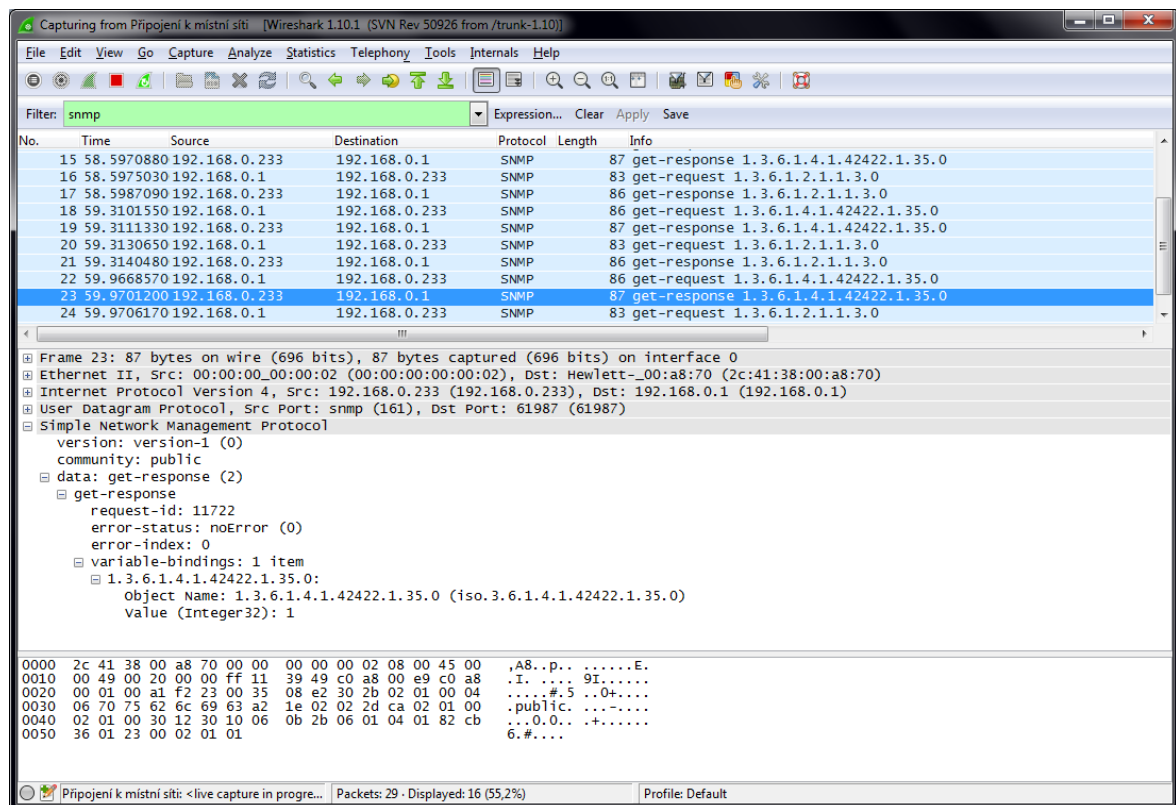 Capturing from Připojení k místní síti [Wireshark 1.10.1 (SVN Rev 50926 from /trunk-1.10)]
File Edit View Go Capture Analyze Statistics Telephony Tools Internals Help
Filter: snmp Expression... Clear Apply Save
No. Time Source Destination Protocol Length Info
15 58.5970880 192.168.0.233 192.168.0.1 SNMP 87 get-response 1.3.6.1.4.1.42422.1.35.0
16 58.5975030 192.168.0.1 192.168.0.233 SNMP 83 get-request 1.3.6.1.2.1.1.3.0
17 58.5987090 192.168.0.233 192.168.0.1 SNMP 86 get-response 1.3.6.1.2.1.1.3.0
18 59.3101550 192.168.0.1 192.168.0.233 SNMP 86 get-request 1.3.6.1.4.1.42422.1.35.0
19 59.3111330 192.168.0.233 192.168.0.1 SNMP 87 get-response 1.3.6.1.4.1.42422.1.35.0
20 59.3130650 192.168.0.1 192.168.0.233 SNMP 83 get-request 1.3.6.1.2.1.1.3.0
21 59.3140480 192.168.0.233 192.168.0.1 SNMP 86 get-response 1.3.6.1.2.1.1.3.0
22 59.9668570 192.168.0.1 192.168.0.233 SNMP 86 get-request 1.3.6.1.4.1.42422.1.35.0
23 59.9701200 192.168.0.233 192.168.0.1 SNMP 87 get-response 1.3.6.1.4.1.42422.1.35.0
24 59.9706170 192.168.0.1 192.168.0.233 SNMP 83 get-request 1.3.6.1.2.1.1.3.0
Frame 23: 87 bytes on wire (696 bits), 87 bytes captured (696 bits) on interface 0
Ethernet II, Src: 00:00:00_00:00:02 (00:00:00:00:00:02), Dst: Hewlett-_00:a8:70 (2c:41:38:00:a8:70)
Internet Protocol Version 4, Src: 192.168.0.233 (192.168.0.233), Dst: 192.168.0.1 (192.168.0.1)
User Datagram Protocol, Src Port: snmp (161), Dst Port: 61987 (61987)
Simple Network Management Protocol
version: version-1 (0)
community: public
data: get-response (2)
get-response
request-id: 11722
error-status: noError (0)
error-index: 0
variable-bindings: 1 item
1.3.6.1.4.1.42422.1.35.0:
Object Name: 1.3.6.1.4.1.42422.1.35.0 (iso.3.6.1.4.1.42422.1.35.0)
Value (Integer32): 1
0000 2c 41 38 00 a8 70 00 00 00 00 00 02 08 00 45 00 ,A8..p.. ......E.
0010 00 49 00 20 00 00 ff 11 39 49 c0 a8 00 e9 c0 a8 .I. .... 9I......
0020 00 01 00 a1 f2 23 00 35 08 e2 30 2b 02 01 00 04 .....#.5 ..0+....
0030 06 70 75 62 6c 69 63 a2 1e 02 02 2d ca 02 01 00 .public. ...-....
0040 02 01 00 30 12 30 10 06 0b 2b 06 01 04 01 82 cb ...0.0.. .+......
0050 36 01 23 00 02 01 01 6.#....
Připojení k místní síti: <live capture in progre... Packets: 29 · Displayed: 16 (55,2%) Profile: Default